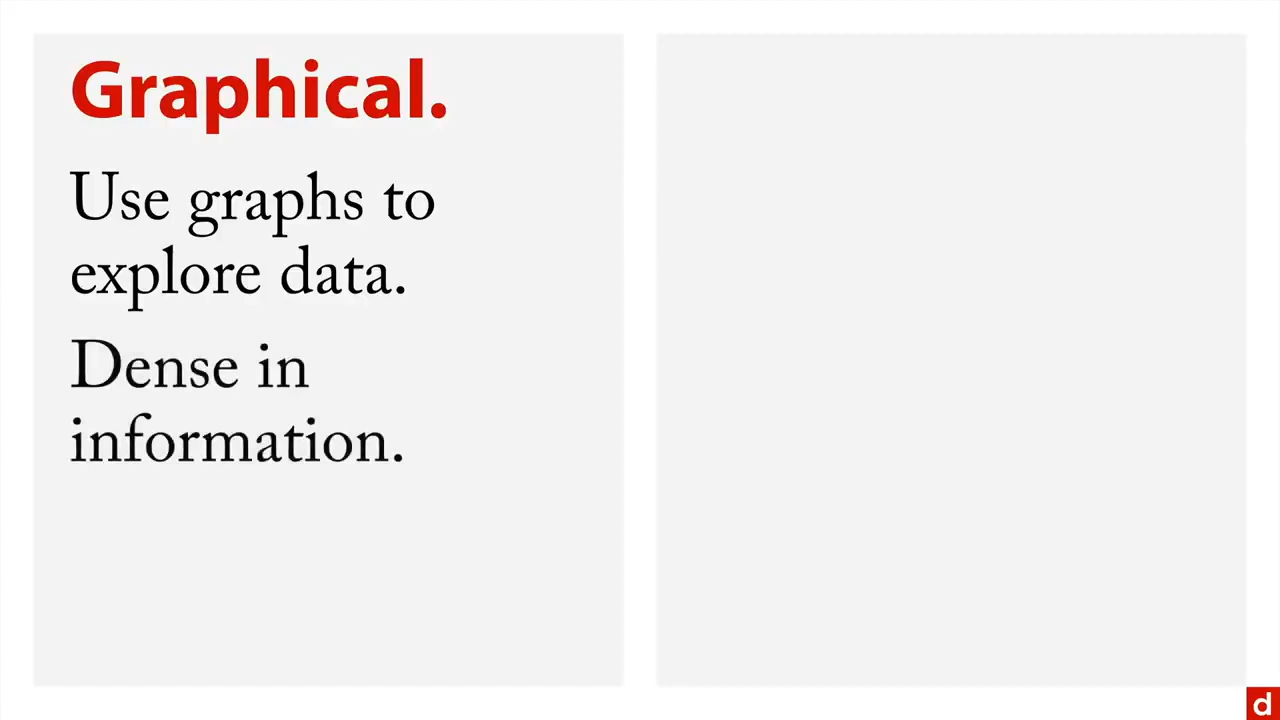 Graphical.
Use graphs to
explore data.
Dense in
information.
d